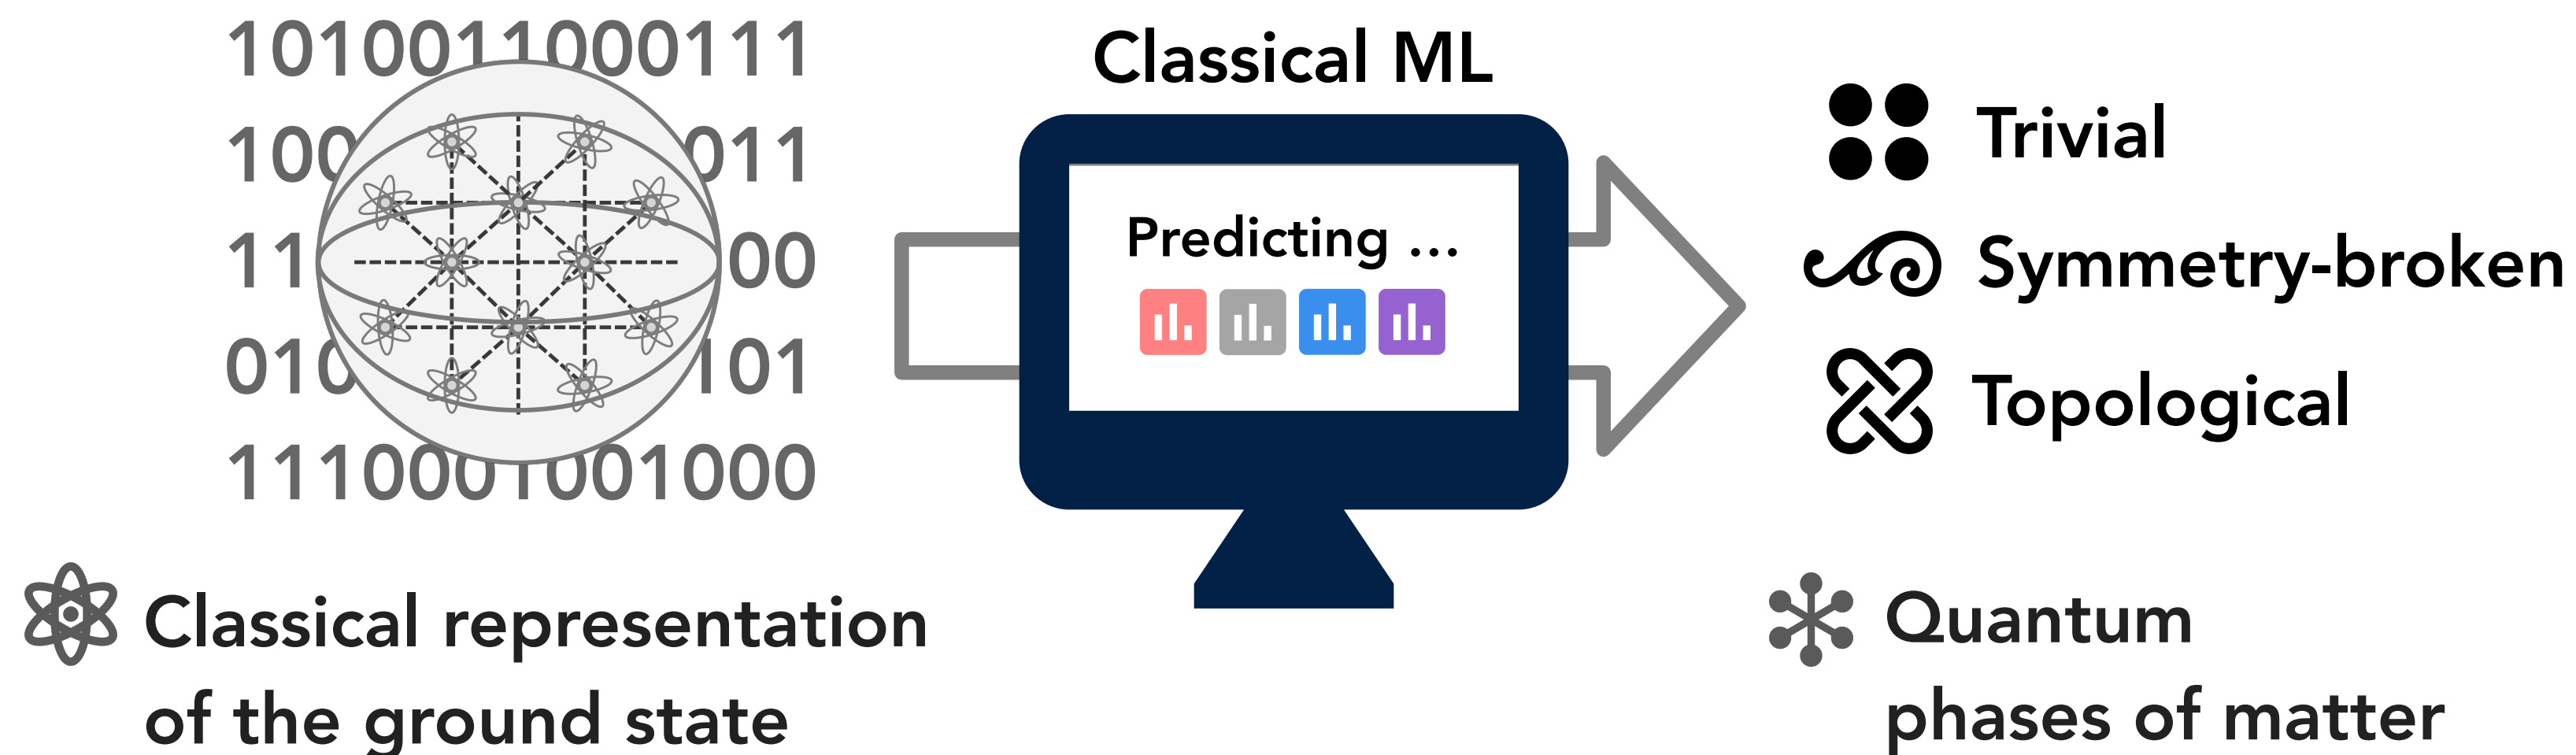 1010011000111
100 011
11 00
010 101
1110001001000
Classical representation
of the ground state
Classical ML
Predicting ...
Trivial
Symmetry-broken
Topological
Quantum
phases of matter